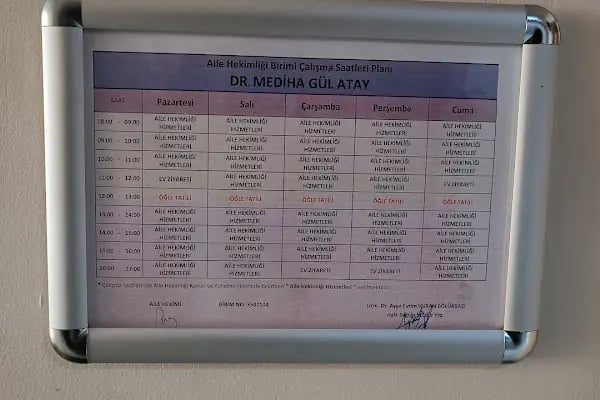 Aile Hekimliği Birimi Çalışma Saatleri Planı
DR. MEDİHA GÜL ATAY
SAAT Pazartesi Salı Çarşamba Perşembe Cuma
08:00 - 09:00 AİLE HEKİMLİĞİ HİZMETLERİ AİLE HEKİMLİĞİ HİZMETLERİ AİLE HEKİMLİĞİ HİZMETLERİ AİLE HEKİMLİĞİ HİZMETLERİ AİLE HEKİMLİĞİ HİZMETLERİ
09:00 - 10:00 AİLE HEKİMLİĞİ HİZMETLERİ AİLE HEKİMLİĞİ HİZMETLERİ AİLE HEKİMLİĞİ HİZMETLERİ AİLE HEKİMLİĞİ HİZMETLERİ AİLE HEKİMLİĞİ HİZMETLERİ
10:00 - 11:00 AİLE HEKİMLİĞİ HİZMETLERİ AİLE HEKİMLİĞİ HİZMETLERİ AİLE HEKİMLİĞİ HİZMETLERİ AİLE HEKİMLİĞİ HİZMETLERİ AİLE HEKİMLİĞİ HİZMETLERİ
11:00 - 12:00 EV ZİYARETİ AİLE HEKİMLİĞİ HİZMETLERİ AİLE HEKİMLİĞİ HİZMETLERİ AİLE HEKİMLİĞİ HİZMETLERİ EV ZİYARETİ
12:00 - 13:00 ÖĞLE TATİLİ ÖĞLE TATİLİ ÖĞLE TATİLİ ÖĞLE TATİLİ ÖĞLE TATİLİ
13:00 - 14:00 AİLE HEKİMLİĞİ HİZMETLERİ AİLE HEKİMLİĞİ HİZMETLERİ AİLE HEKİMLİĞİ HİZMETLERİ AİLE HEKİMLİĞİ HİZMETLERİ AİLE HEKİMLİĞİ HİZMETLERİ
14:00 - 15:00 AİLE HEKİMLİĞİ HİZMETLERİ AİLE HEKİMLİĞİ HİZMETLERİ AİLE HEKİMLİĞİ HİZMETLERİ AİLE HEKİMLİĞİ HİZMETLERİ AİLE HEKİMLİĞİ HİZMETLERİ
15:00 - 16:00 AİLE HEKİMLİĞİ HİZMETLERİ AİLE HEKİMLİĞİ HİZMETLERİ AİLE HEKİMLİĞİ HİZMETLERİ AİLE HEKİMLİĞİ HİZMETLERİ AİLE HEKİMLİĞİ HİZMETLERİ
16:00 - 17:00 AİLE HEKİMLİĞİ HİZMETLERİ AİLE HEKİMLİĞİ HİZMETLERİ EV ZİYARETİ EV ZİYARETİ AİLE HEKİMLİĞİ HİZMETLERİ
* Çalışma saatlerinde Aile Hekimliği Kanun ve " Aile Hekimliği Hizmetleri "
AİLE HEKİMİ BİRİM NO: Uzm. Dr. Ayşe